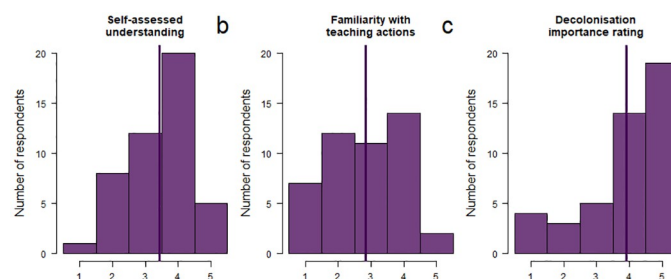 Self-assessed
understanding
b
Number of respondents
20
15
10
5
0
1 2 3 4 5
Familiarity with
teaching actions
c
Number of respondents
20
15
10
5
0
1 2 3 4 5
Decolonisation
importance rating
Number of respondents
20
15
10
5
0
1 2 3 4 5